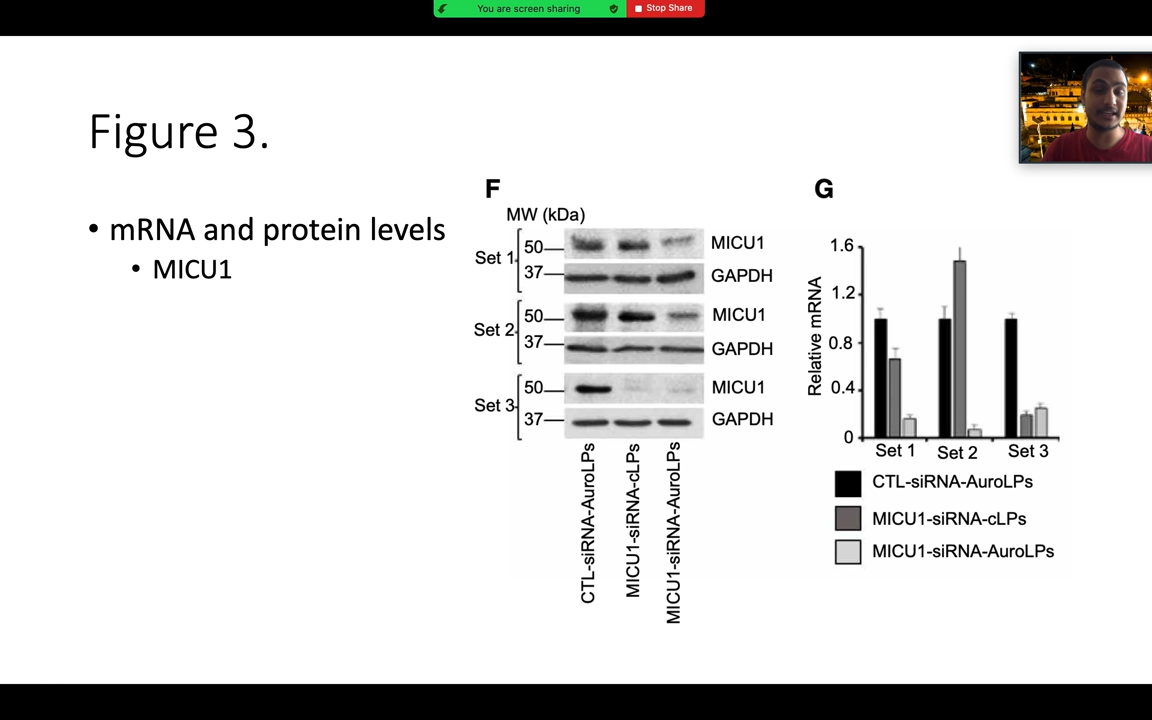 You are screen sharing
Stop Share
Figure 3.
• mRNA and protein levels
• MICU1
F
MW (kDa)
Set 1
50
MICU1
37
GAPDH
Set 2
50
MICU1
37
GAPDH
Set 3
50
MICU1
37
GAPDH
CTL-siRNA-AuroLPs
MICU1-siRNA-cLPs
MICU1-siRNA-AuroLPs
G
Relative mRNA
1.6
1.2
0.8
0.4
0
Set 1 Set 2 Set 3
CTL-siRNA-AuroLPs
MICU1-siRNA-cLPs
MICU1-siRNA-AuroLPs